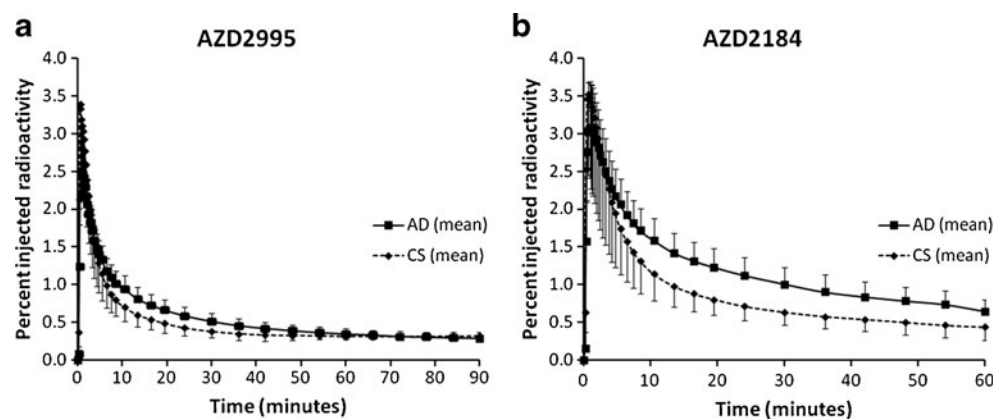 a
AZD2995
Percent injected radioactivity
4.0
3.5
3.0
2.5
2.0
1.5
1.0
0.5
0.0
AD (mean)
CS (mean)
0 10 20 30 40 50 60 70 80 90
Time (minutes)
b
AZD2184
Percent injected radioactivity
4.0
3.5
3.0
2.5
2.0
1.5
1.0
0.5
0.0
AD (mean)
CS (mean)
0 10 20 30 40 50 60
Time (minutes)